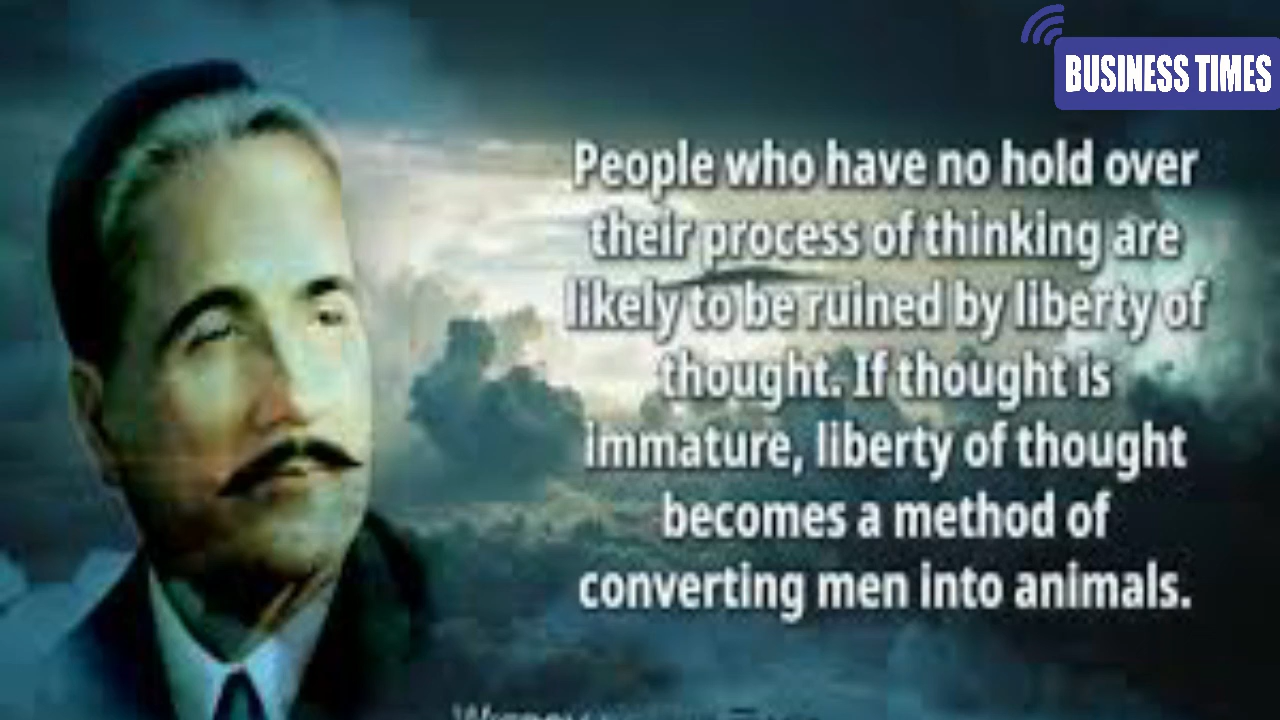 BUSINESS TIMES
People who have no hold over
their process of thinking are
likely to be ruined by liberty of
thought. If thought is
immature, liberty of thought
becomes a method of
converting men into animals.